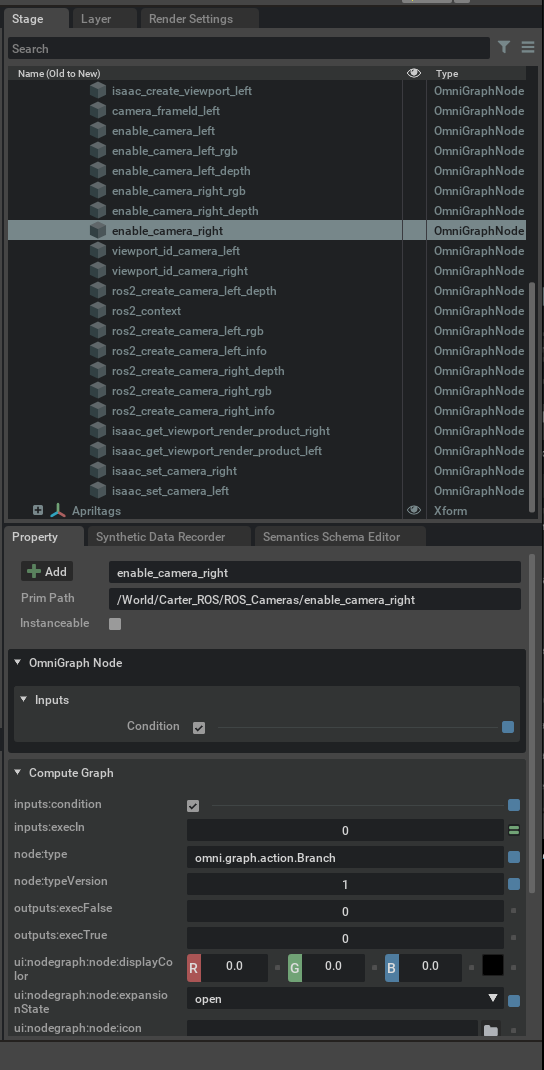 Stage Layer Render Settings
Search
Name (Old to New) Type
isaac_create_viewport_left OmniGraphNode
camera_frameId_left OmniGraphNode
enable_camera_left OmniGraphNode
enable_camera_left_rgb OmniGraphNode
enable_camera_left_depth OmniGraphNode
enable_camera_right_rgb OmniGraphNode
enable_camera_right_depth OmniGraphNode
enable_camera_right OmniGraphNode
viewport_id_camera_left OmniGraphNode
viewport_id_camera_right OmniGraphNode
ros2_create_camera_left_depth OmniGraphNode
ros2_context OmniGraphNode
ros2_create_camera_left_rgb OmniGraphNode
ros2_create_camera_left_info OmniGraphNode
ros2_create_camera_right_depth OmniGraphNode
ros2_create_camera_right_rgb OmniGraphNode
ros2_create_camera_right_info OmniGraphNode
isaac_get_viewport_render_product_right OmniGraphNode
isaac_get_viewport_render_product_left OmniGraphNode
isaac_set_camera_right OmniGraphNode
isaac_set_camera_left OmniGraphNode
Apriltags Xform
Property Synthetic Data Recorder Semantics Schema Editor
Add enable_camera_right
Prim Path /World/Carter_ROS/ROS_Cameras/enable_camera_right
Instanceable
OmniGraph Node
Inputs
Condition
Compute Graph
inputs:condition
inputs:execIn 0
node:type omni.graph.action.Branch
node:typeVersion 1
outputs:execFalse 0
outputs:execTrue 0
ui:nodegraph:node:displayCo
lor R 0.0 G 0.0 B 0.0
ui:nodegraph:node:expansio
nState open
ui:nodegraph:node:icon